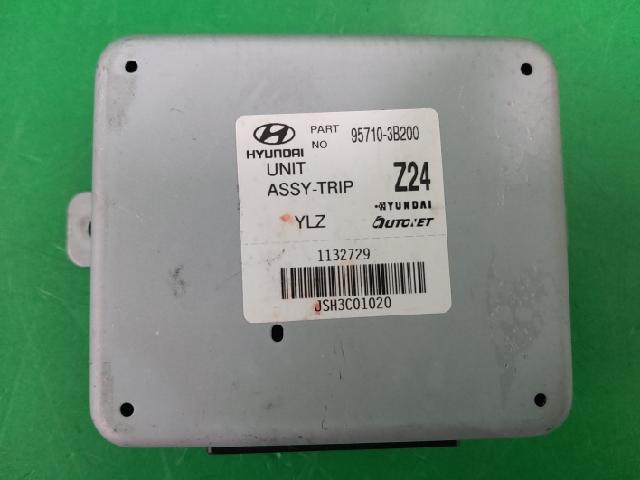 PART NO 95710-3B200
HYUNDAI
UNIT
ASSY-TRIP Z24
HYUNDAI
YLZ AUTONET
1132729
JSH3C01020